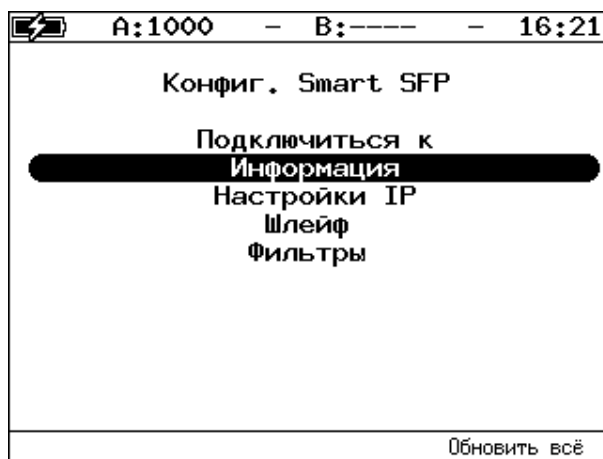 A:1000 – B:---- – 16:21
Конфиг. Smart SFP
Подключиться к
Информация
Настройки IP
Шлейф
Фильтры
Обновить всё